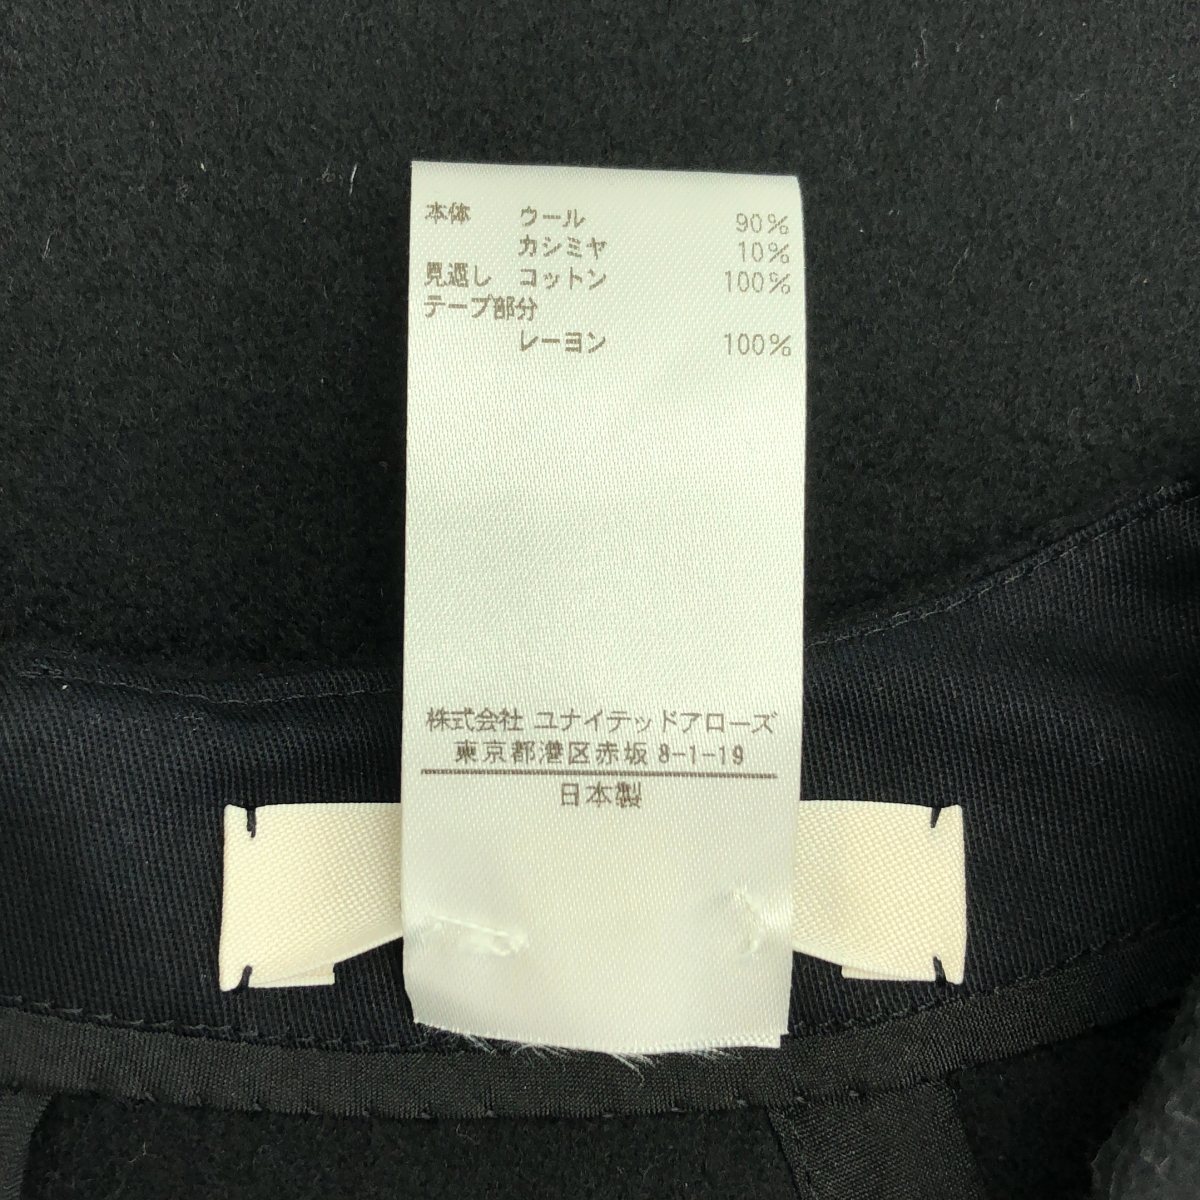 本体 ウール 90%
カシミヤ 10%
見返し コットン 100%
テープ部分
レーヨン 100%
株式会社 ユナイテッドアローズ
東京都港区赤坂 8-1-19
日本製